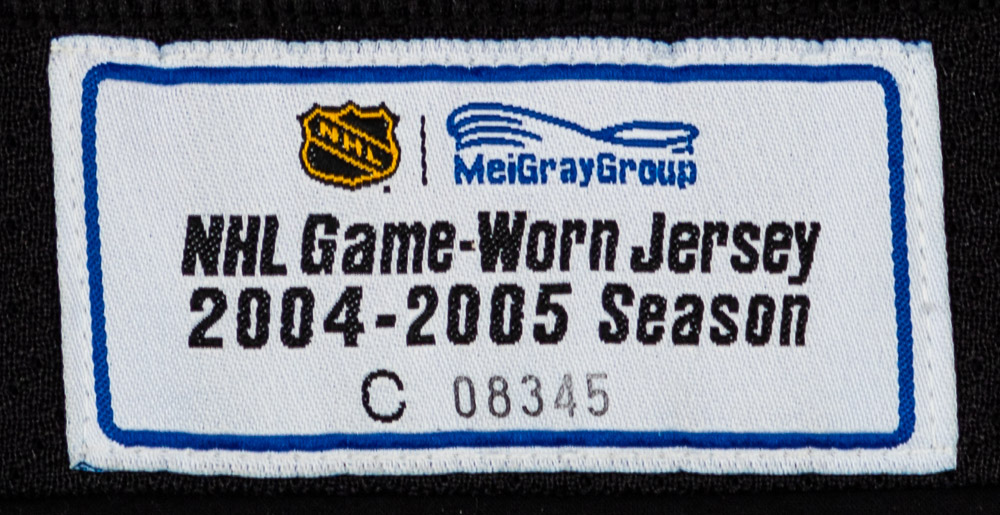 NHL MeiGrayGroup
NHL Game-Worn Jersey
2004-2005 Season
C 08345